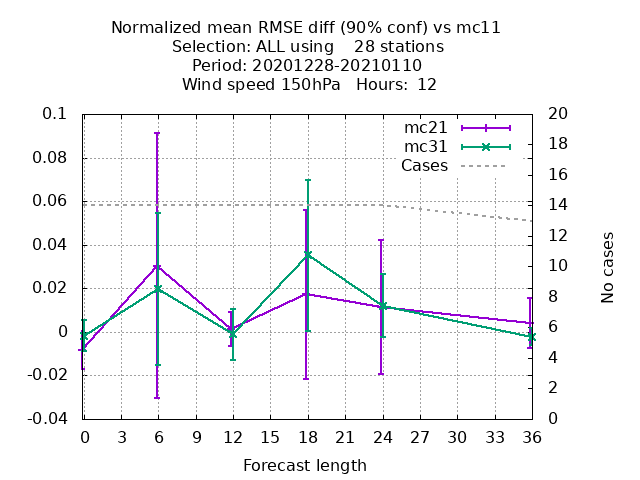 Normalized mean RMSE diff (90% conf) vs mc11
Selection: ALL using    28 stations
Period: 20201228-20210110
Wind speed 150hPa   Hours:  12
0.1
0.08
0.06
0.04
0.02
0
-0.02
-0.04
mc21
mc31
Cases
20
18
16
14
12
10
8
6
4
2
0
No cases
0 3 6 9 12 15 18 21 24 27 30 33 36
Forecast length